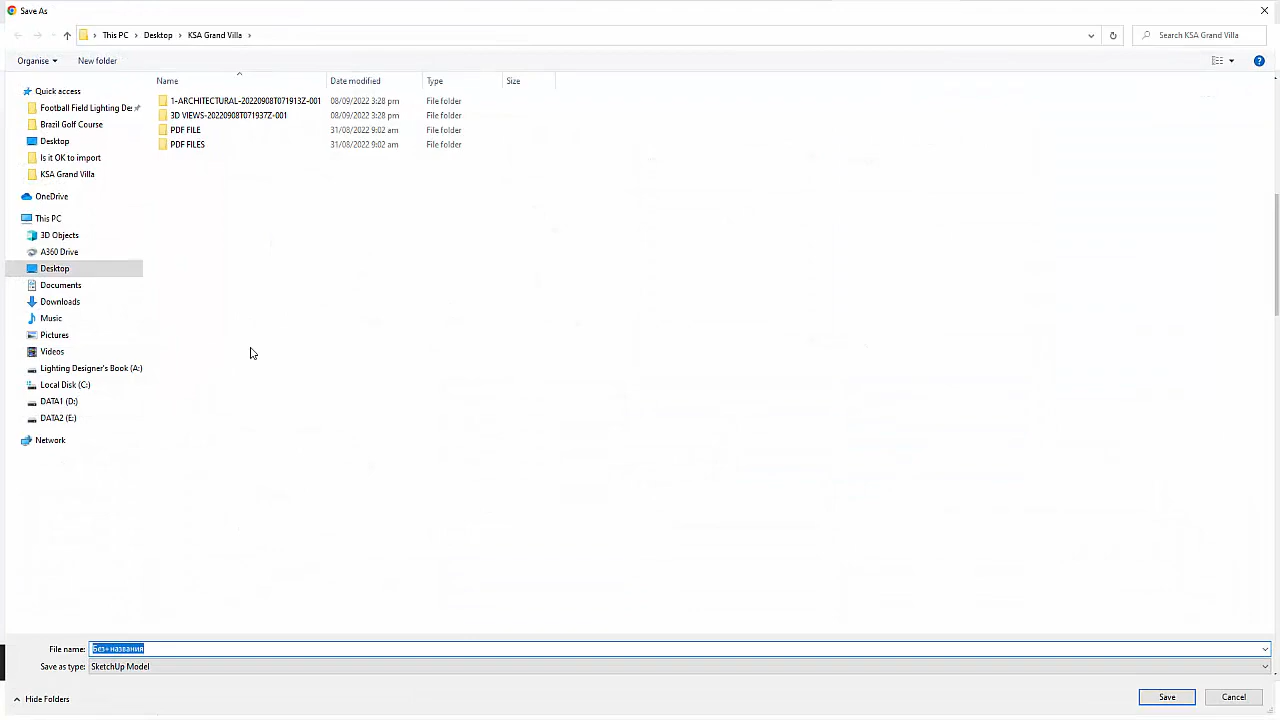 Save As
This PC > Desktop > KSA Grand Villa >
Search KSA Grand Villa
Organise
New folder
Name Date modified Type Size
1-ARCHITECTURAL-20220908T071913Z-001 08/09/2022 3:28 pm File folder
3D VIEWS-20220908T071937Z-001 08/09/2022 3:28 pm File folder
PDF FILE 31/08/2022 9:02 am File folder
PDF FILES 31/08/2022 9:02 am File folder
Quick access
Football Field Lighting De:
Brazil Golf Course
Desktop
Is it OK to import
KSA Grand Villa
OneDrive
This PC
3D Objects
A360 Drive
Desktop
Documents
Downloads
Music
Pictures
Videos
Lighting Designer's Book (A:)
Local Disk (C:)
DATA1 (D:)
DATA2 (E:)
Network
File name: Без+названия
Save as type: SketchUp Model
Hide Folders
Save
Cancel